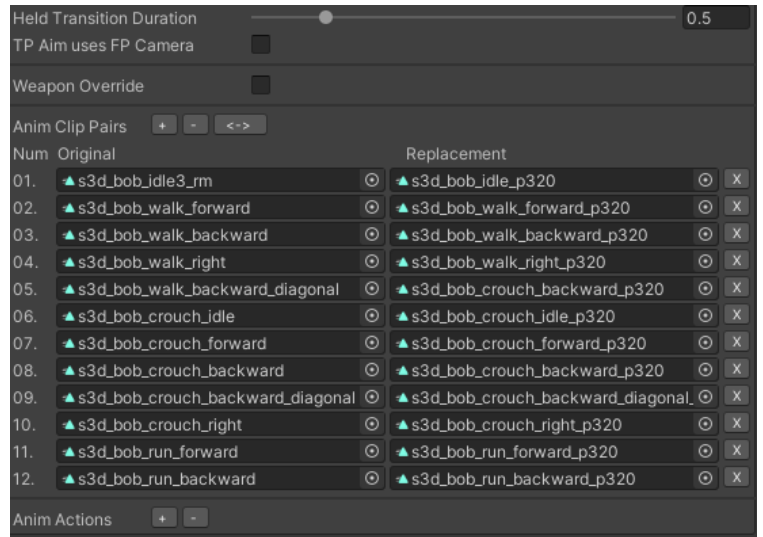 Held Transition Duration 0.5
TP Aim uses FP Camera
Weapon Override
Anim Clip Pairs + - <->
Num Original Replacement
01. s3d_bob_idle3_rm s3d_bob_idle_p320 X
02. s3d_bob_walk_forward s3d_bob_walk_forward_p320 X
03. s3d_bob_walk_backward s3d_bob_walk_backward_p320 X
04. s3d_bob_walk_right s3d_bob_walk_right_p320 X
05. s3d_bob_walk_backward_diagonal s3d_bob_crouch_backward_p320 X
06. s3d_bob_crouch_idle s3d_bob_crouch_idle_p320 X
07. s3d_bob_crouch_forward s3d_bob_crouch_forward_p320 X
08. s3d_bob_crouch_backward s3d_bob_crouch_backward_p320 X
09. s3d_bob_crouch_backward_diagonal s3d_bob_crouch_backward_diagonal_ X
10. s3d_bob_crouch_right s3d_bob_crouch_right_p320 X
11. s3d_bob_run_forward s3d_bob_run_forward_p320 X
12. s3d_bob_run_backward s3d_bob_run_backward_p320 X
Anim Actions + -